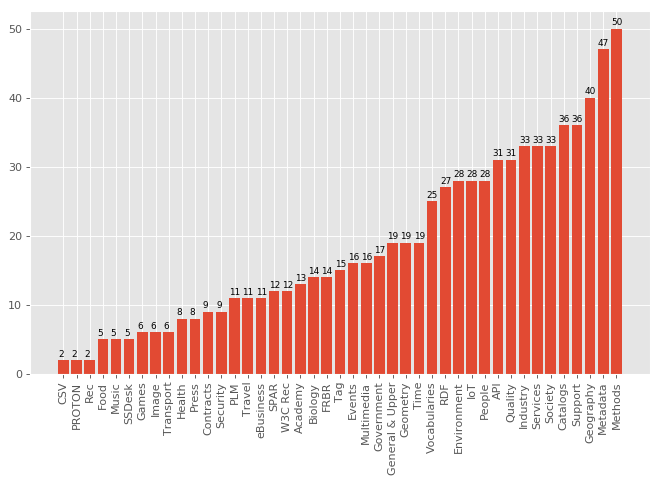 50
40
30
20
10
0
2
2
2
5
5
5
6
6
6
8
8
9
9
11
11
11
12
12
13
14
14
15
16
16
17
19
19
19
25
27
28
28
28
31
31
33
33
33
36
36
40
47
50
CSV
PROTON
Rec
Food
Music
SSDesk
Games
Image
Transport
Health
Press
Contracts
Security
PLM
Travel
eBusiness
SPAR
W3C Rec
Academy
Biology
FRBR
Tag
Events
Multimedia
Government
General & Upper
Geometry
Time
Vocabularies
RDF
Environment
IoT
People
API
Quality
Industry
Services
Society
Catalogs
Support
Geography
Metadata
Methods